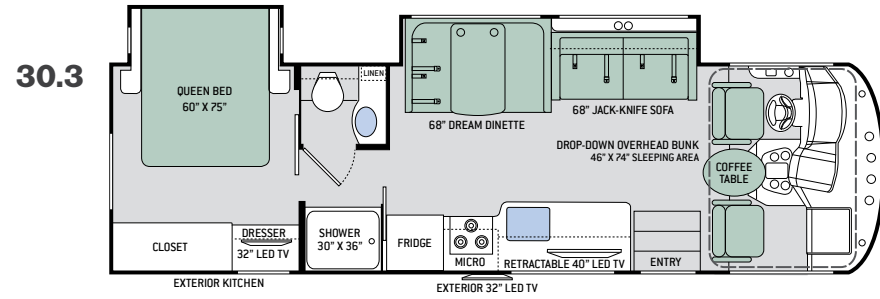 30.3
QUEEN BED
60" X 75"
LINEN
68" DREAM DINETTE
68" JACK-KNIFE SOFA
DROP-DOWN OVERHEAD BUNK
46" X 74" SLEEPING AREA
COFFEE
TABLE
CLOSET
DRESSER
32" LED TV
SHOWER
30" X 36"
FRIDGE
MICRO
RETRACTABLE 40" LED TV
ENTRY
EXTERIOR KITCHEN
EXTERIOR 32" LED TV